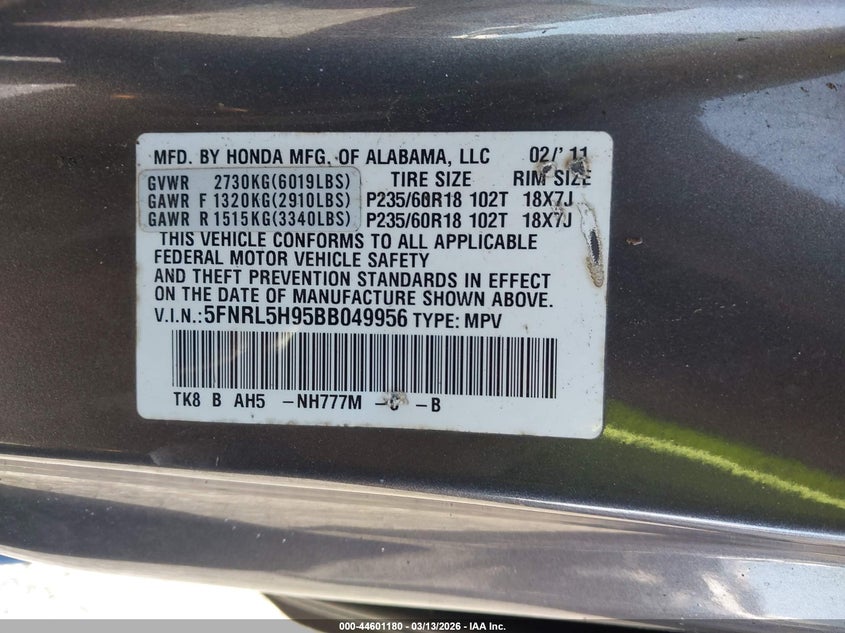 MFD. BY HONDA MFG. OF ALABAMA, LLC 02/'11
GVWR 2730KG(6019LBS) TIRE SIZE RIM SIZE
GAWR F 1320KG(2910LBS) P235/60R18 102T 18X7J
GAWR R 1515KG(3340LBS) P235/60R18 102T 18X7J
THIS VEHICLE CONFORMS TO ALL APPLICABLE
FEDERAL MOTOR VEHICLE SAFETY
AND THEFT PREVENTION STANDARDS IN EFFECT
ON THE DATE OF MANUFACTURE SHOWN ABOVE.
V.I.N.:5FNRL5H95BB049956 TYPE: MPV
TK8 B AH5 -NH777M - -B
000-44601180 - 03/13/2026 - IAA Inc.